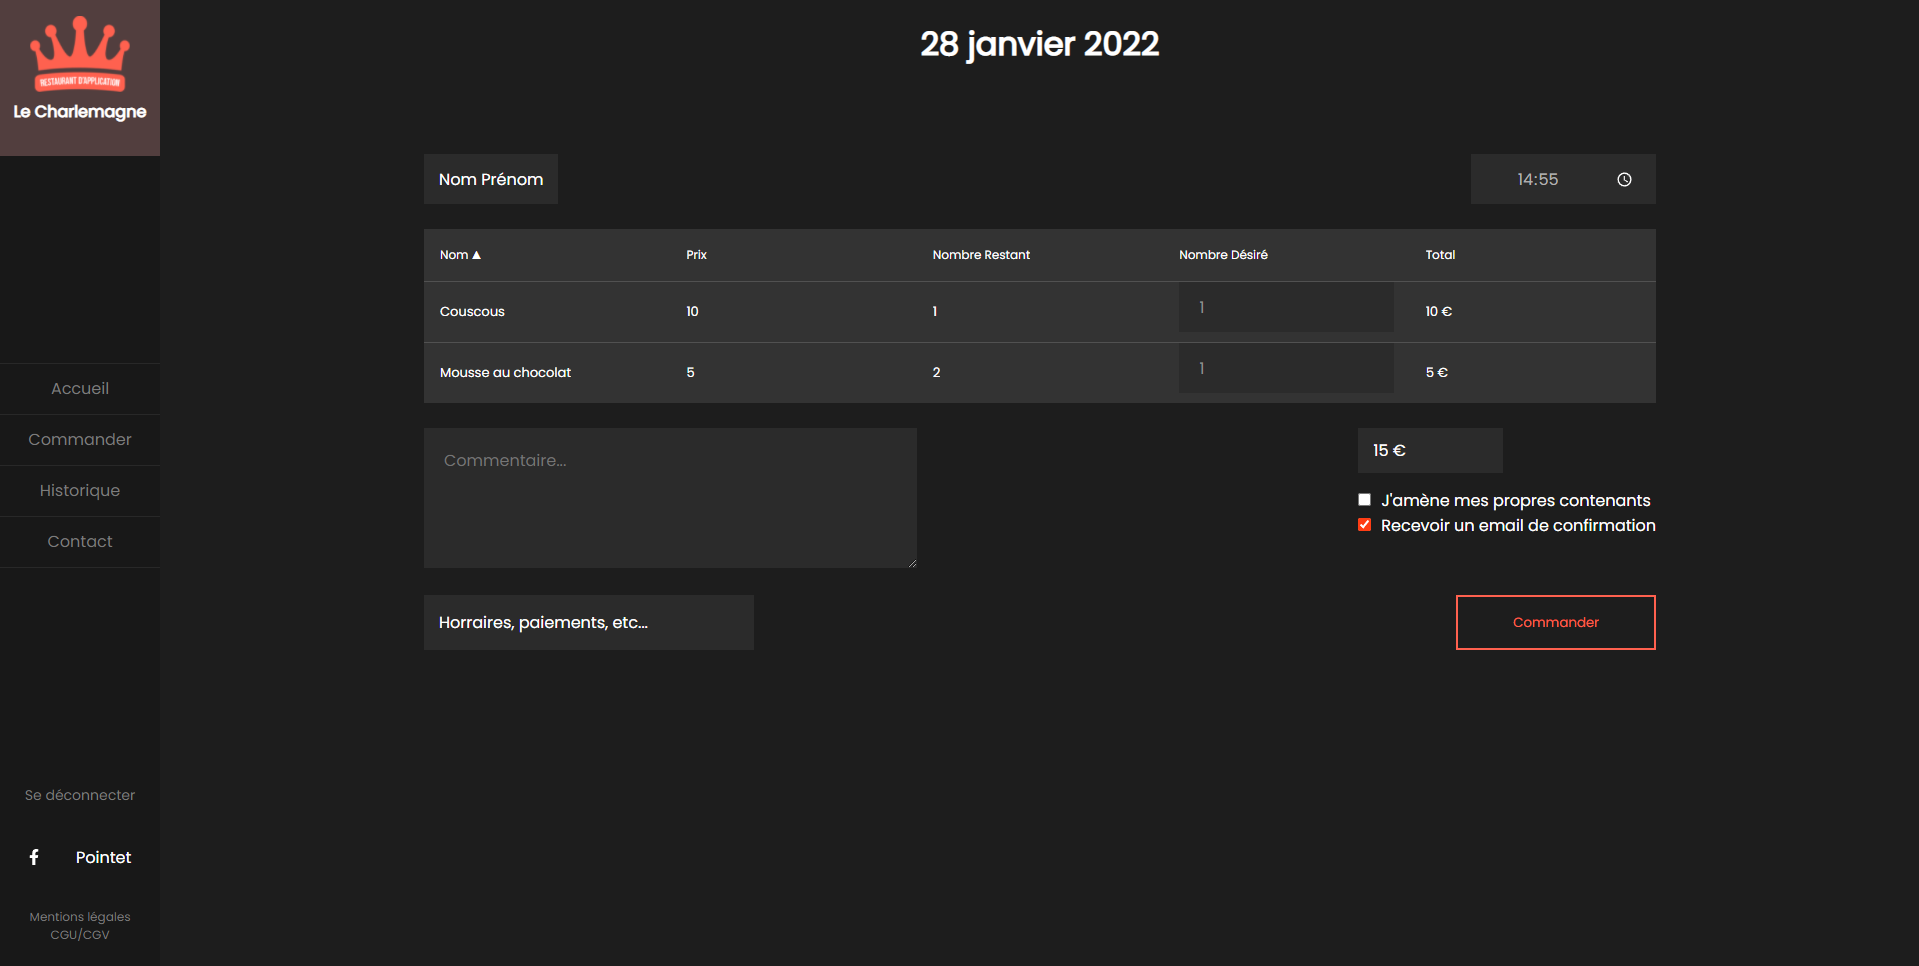 RESTAURANT D'APPLICATION
Le Charlemagne
Accueil
Commander
Historique
Contact
Se déconnecter
Pointet
Mentions légales
CGU/CGV
28 janvier 2022
Nom Prénom
14:55
Nom ▲ Prix Nombre Restant Nombre Désiré Total
Couscous 10 1 1 10 €
Mousse au chocolat 5 2 1 5 €
Commentaire...
15 €
J'amène mes propres contenants
Recevoir un email de confirmation
Horraires, paiements, etc...
Commander